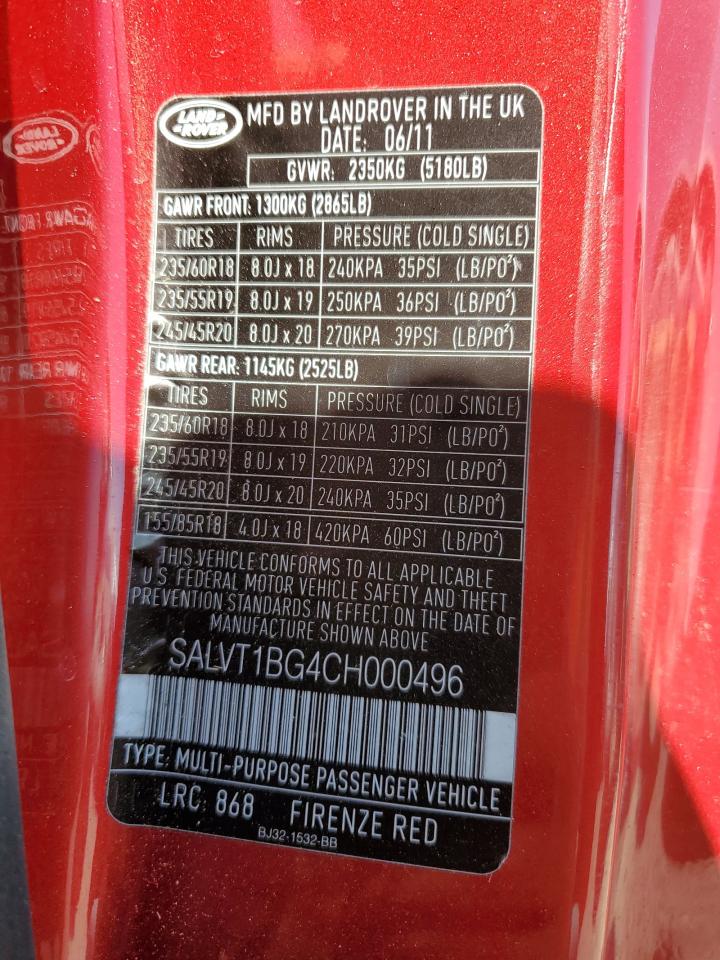 LAND ROVER
MFD BY LANDROVER IN THE UK
DATE: 06/11
GVWR: 2350KG (5180LB)
GAWR FRONT: 1300KG (2865LB)
TIRES RIMS PRESSURE (COLD SINGLE)
235/60R18 8.0J x 18 240KPA 35PSI (LB/PO²)
235/55R19 8.0J x 19 250KPA 36PSI (LB/PO²)
245/45R20 8.0J x 20 270KPA 39PSI (LB/PO²)
GAWR REAR: 1145KG (2525LB)
TIRES RIMS PRESSURE (COLD SINGLE)
235/60R18 8.0J x 18 210KPA 31PSI (LB/PO²)
235/55R19 8.0J x 19 220KPA 32PSI (LB/PO²)
245/45R20 8.0J x 20 240KPA 35PSI (LB/PO²)
155/85R18 4.0J x 18 420KPA 60PSI (LB/PO²)
THIS VEHICLE CONFORMS TO ALL APPLICABLE
U.S. FEDERAL MOTOR VEHICLE SAFETY AND THEFT
PREVENTION STANDARDS IN EFFECT ON THE DATE OF
MANUFACTURE SHOWN ABOVE
SALVT1BG4CH000496
TYPE: MULTI-PURPOSE PASSENGER VEHICLE
LRC 868 FIRENZE RED
BJ32-1532-BB